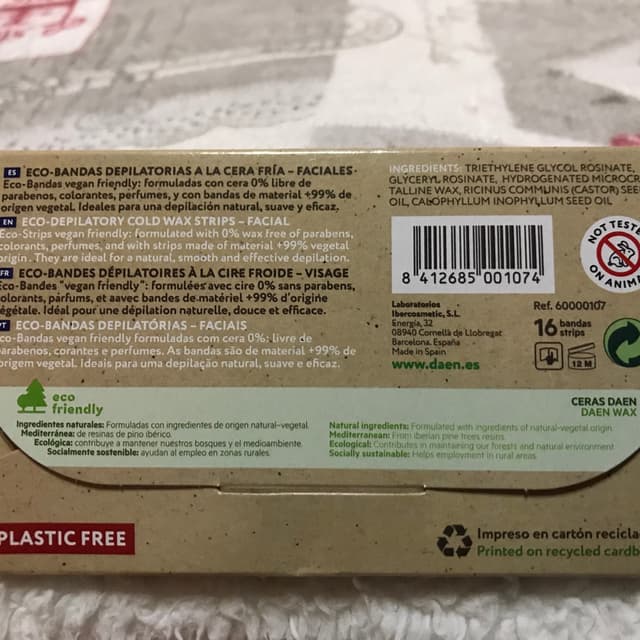 ES ECO-BANDAS DEPILATORIAS A LA CERA FRÍA – FACIALES
Eco-Bandas vegan friendly: formuladas con cera 0% libre de
parabenos, colorantes, perfumes, y con bandas de material +99% de
origen vegetal. Ideales para una depilación natural, suave y eficaz.
EN ECO-DEPILATORY COLD WAX STRIPS – FACIAL
Eco-Strips vegan friendly: formulated with 0% wax free of parabens,
colorants, perfumes, and with strips made of material +99% vegetal
origin. They are ideal for a natural, smooth and effective depilation.
FR ECO-BANDES DÉPILATOIRES À LA CIRE FROIDE – VISAGE
Eco-Bandes "vegan friendly": formulées avec cire 0% sans parabens,
colorants, parfums, et aavec bandes de matériel +99% d'origine
végétale. Idéal pour une dépilation naturelle, douce et efficace.
PT ECO-BANDAS DEPILATÓRIAS – FACIAIS
Eco-Bandas vegan friendly formuladas com cera 0%: livre de
parabenos, corantes e perfumes. As bandas são de material +99% de
origem vegetal. Ideais para uma depilação natural, suave e eficaz.
INGREDIENTS: TRIETHYLENE GLYCOL ROSINATE,
GLYCERYL ROSINATE, HYDROGENATED MICROCR
TALLINE WAX, RICINUS COMMUNIS (CASTOR) SEE
OIL, CALOPHYLLUM INOPHYLLUM SEED OIL
NOT TESTE
ON ANIM
8 412685 001074
Laboratorios
Ibercosmetic, S.L.
Energía, 32
08940 Cornellà de Llobregat
Barcelona. España
Made in Spain
www.daen.es
Ref. 60000107
16 bandas
strips
12 M
eco
friendly
Ingredientes naturales: Formuladas con ingredientes de origen natural-vegetal.
Mediterránea: de resinas de pino ibérico.
Ecológica: contribuye a mantener nuestros bosques y el medioambiente.
Socialmente sostenible: ayudan al empleo en zonas rurales.
CERAS DAEN
DAEN WAX
Natural ingredients: Formulated with ingredients of natural-vegetal origin.
Mediterranean: From iberian pine trees resins.
Ecological: Contributes in maintaining our forests and natural environment.
Socially sustainable: Helps employment in rural areas.
PLASTIC FREE
Impreso en cartón recicla
Printed on recycled cardb